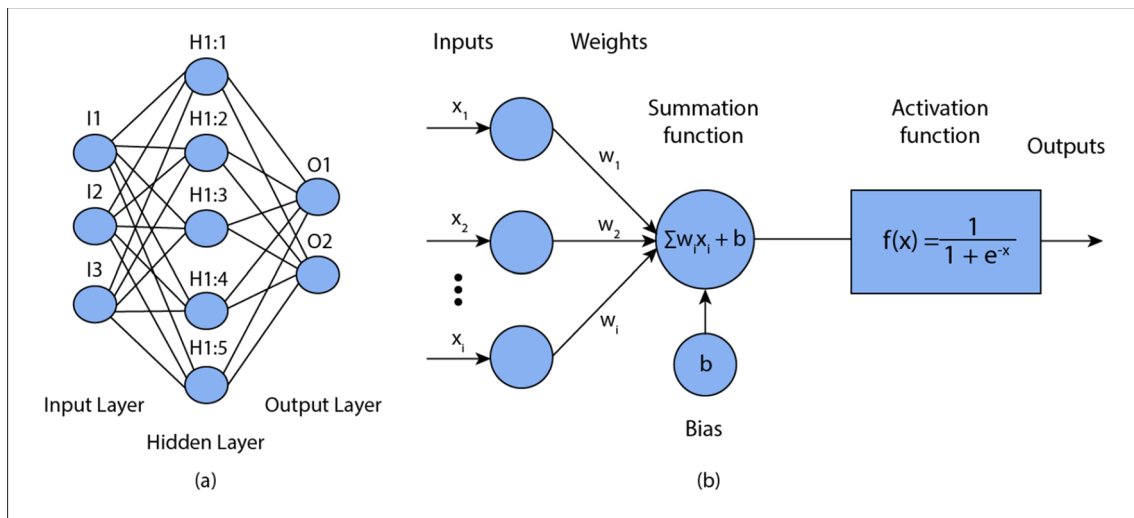 H1:1
I1
H1:2
I2
H1:3
O1
I3
H1:4
O2
H1:5
Input Layer
Output Layer
Hidden Layer
(a)
Inputs
Weights
Summation
function
Activation
function
Outputs
x₁
w₁
x₂
w₂
xᵢ
wᵢ
∑wᵢxᵢ + b
b
Bias
f(x) = 1 / 1 + e⁻ˣ
(b)